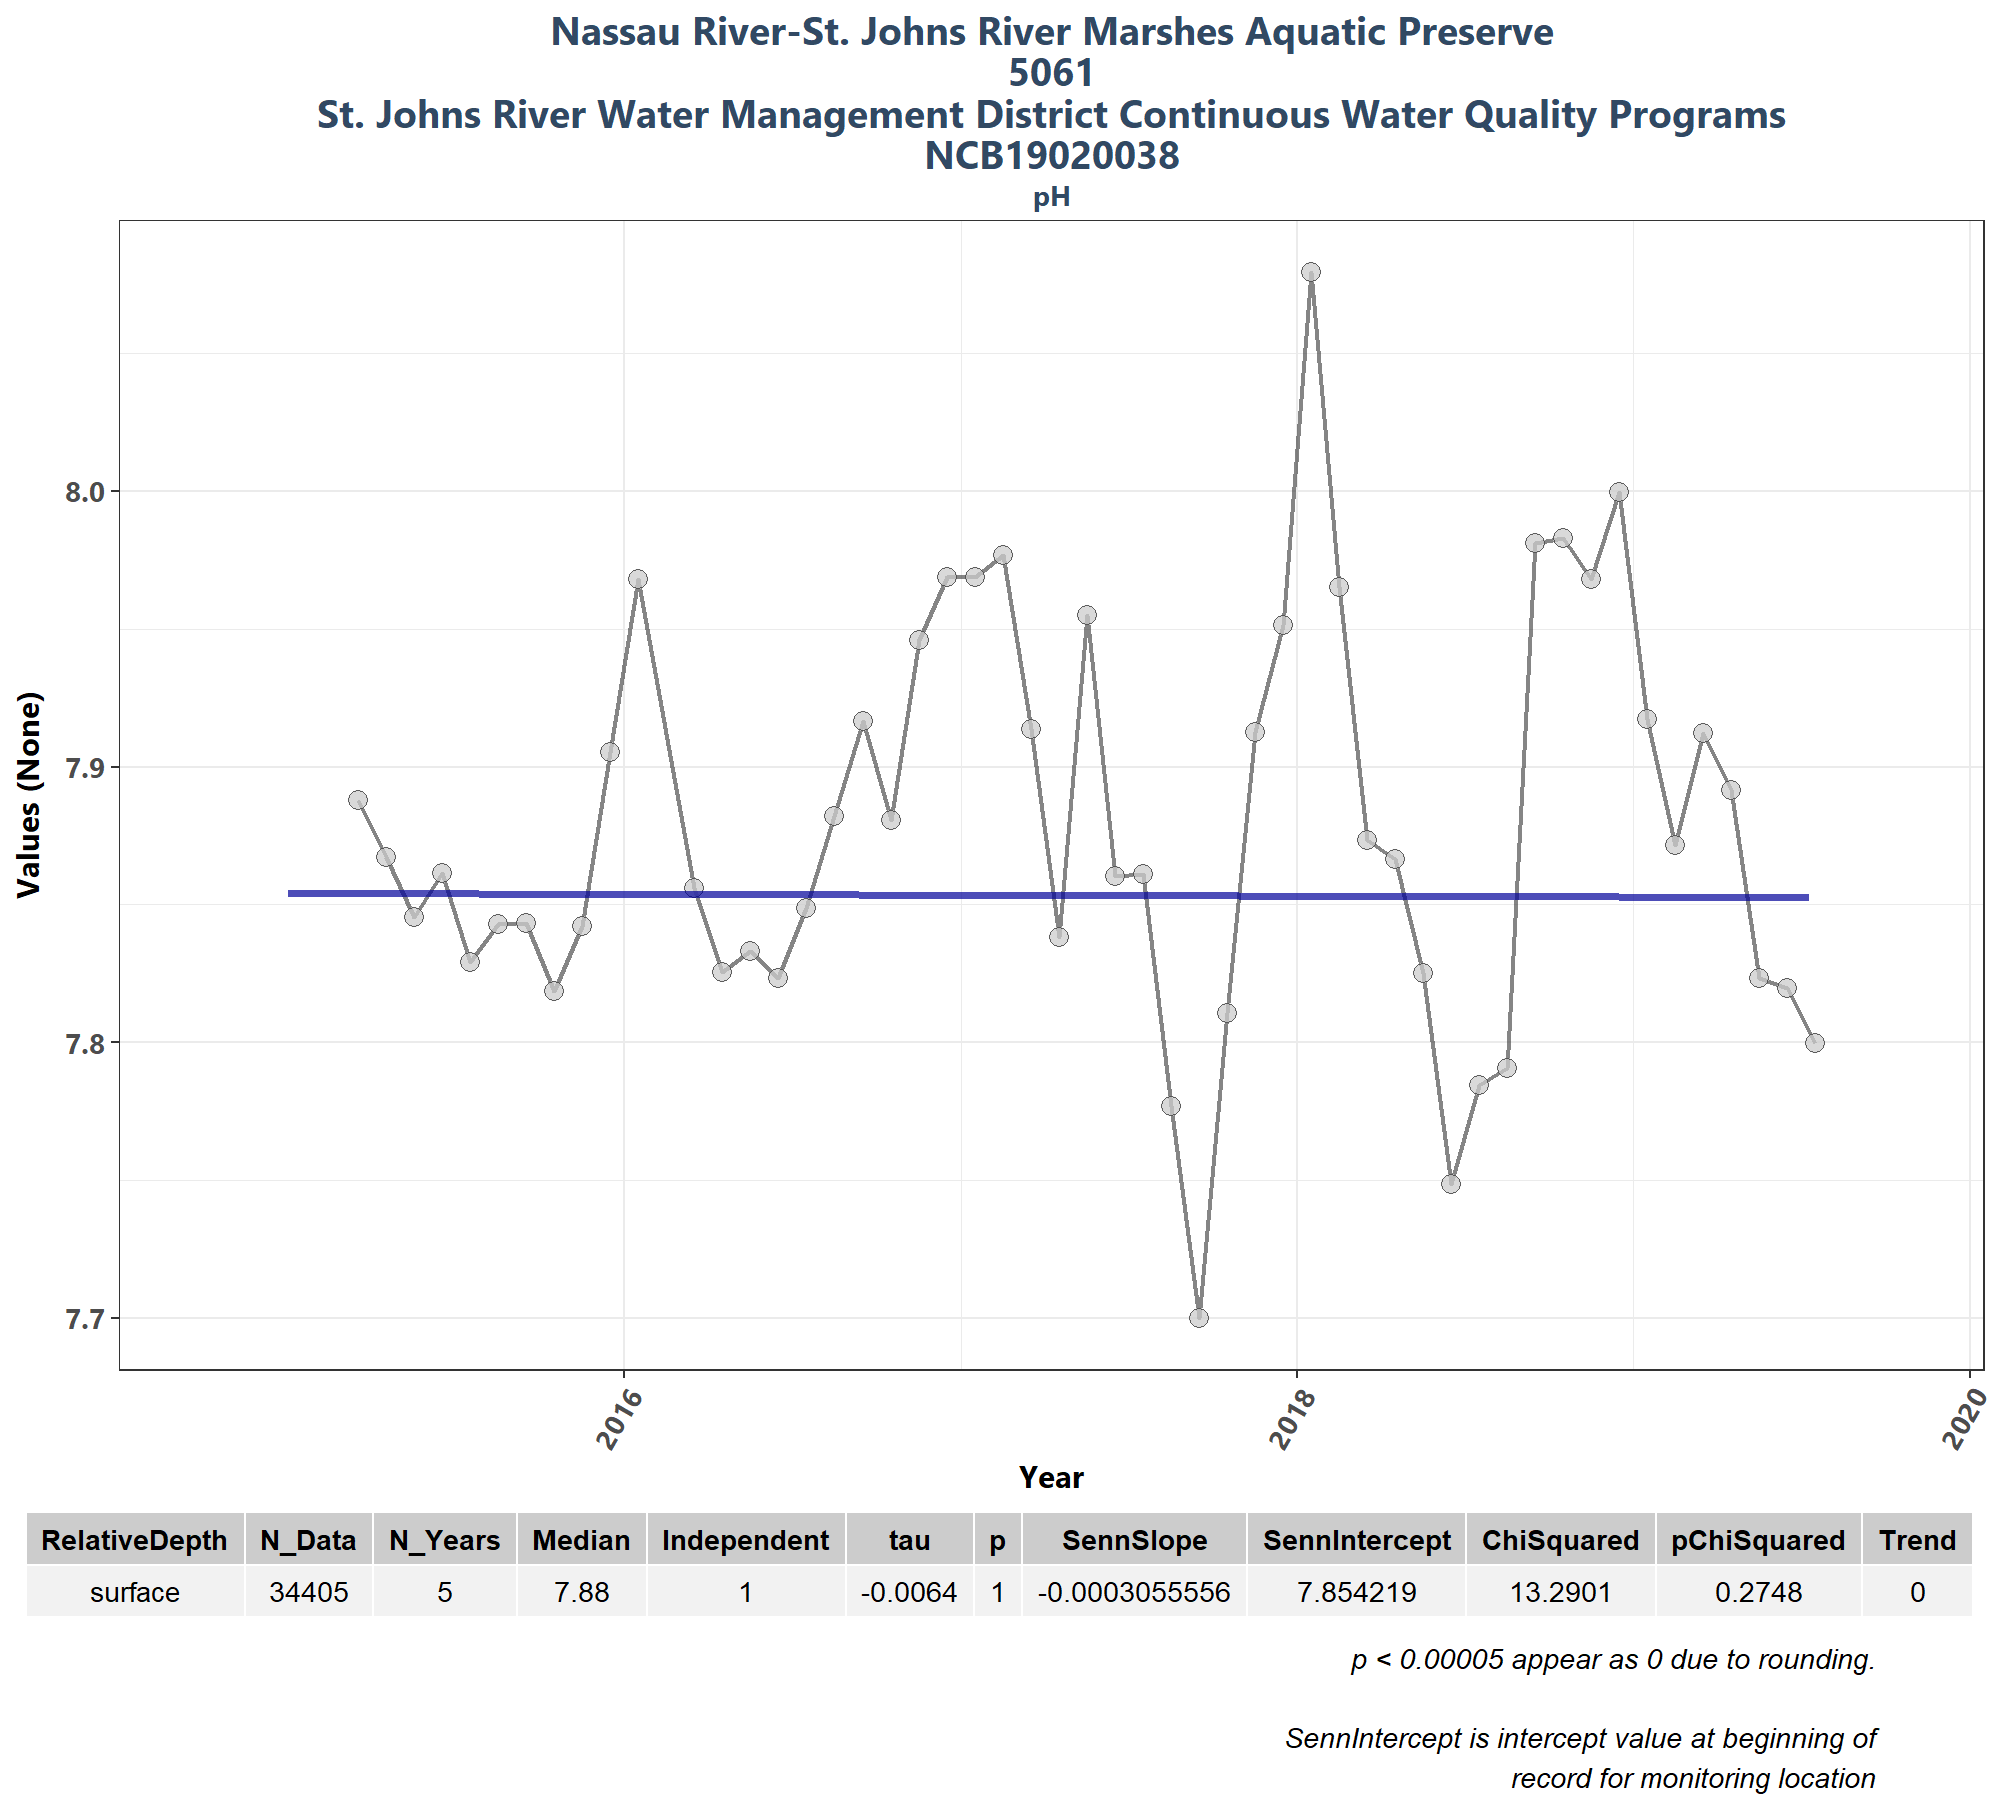 Nassau River-St. Johns River Marshes Aquatic Preserve
5061
St. Johns River Water Management District Continuous Water Quality Programs
NCB19020038
pH
Values (None)
8.0
7.9
7.8
7.7
2016
2018
2020
Year
RelativeDepth N_Data N_Years Median Independent tau p SennSlope SennIntercept ChiSquared pChiSquared Trend
surface 34405 5 7.88 1 -0.0064 1 -0.0003055556 7.854219 13.2901 0.2748 0
p < 0.00005 appear as 0 due to rounding.
SennIntercept is intercept value at beginning of
record for monitoring location